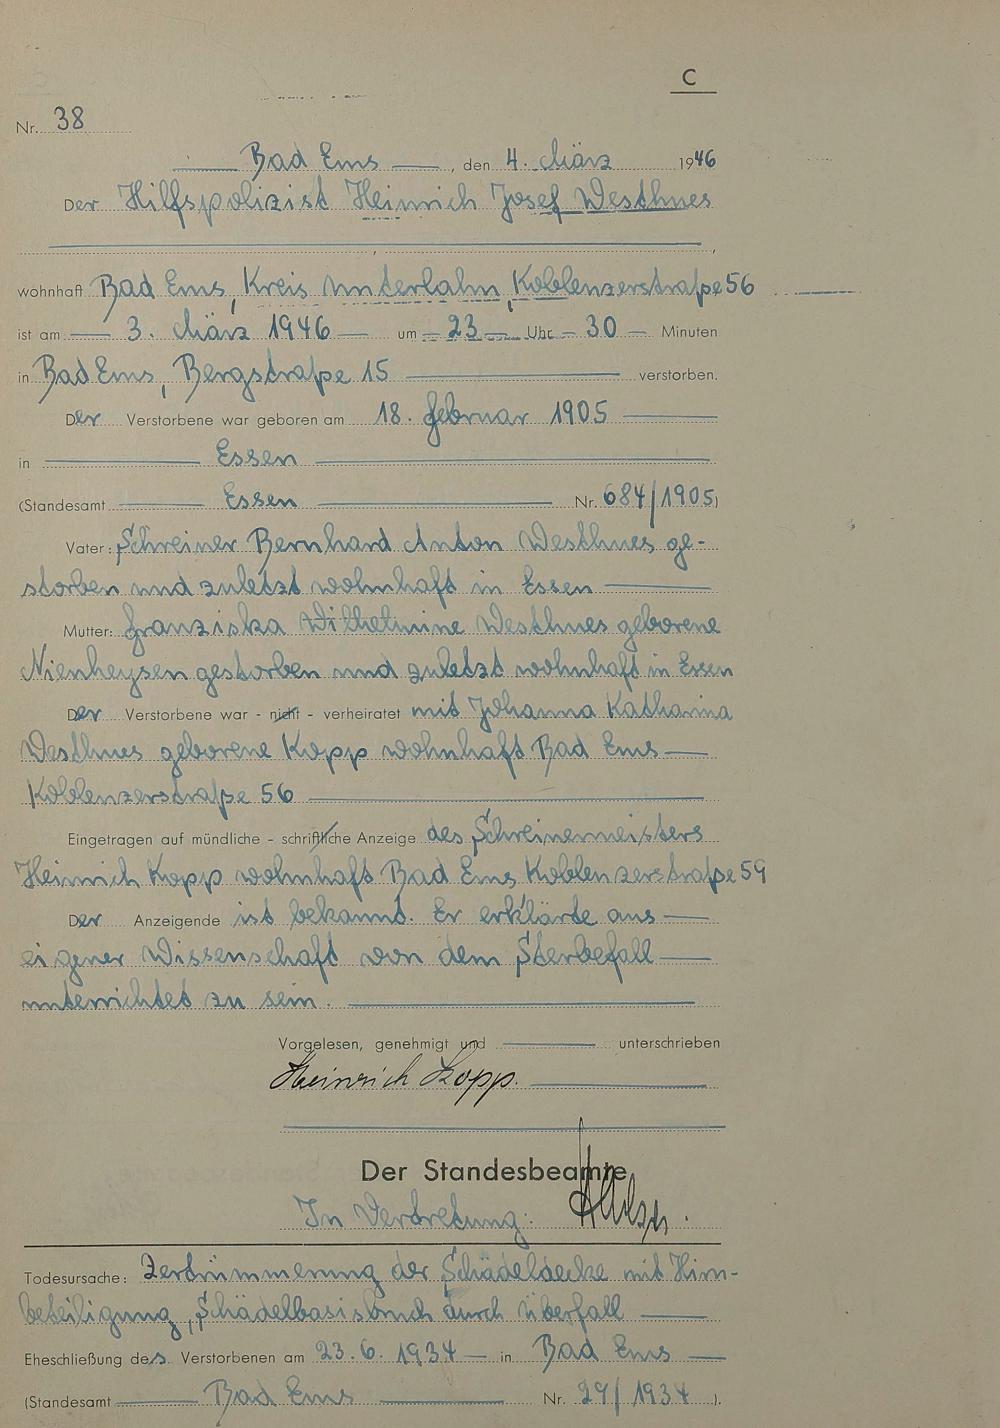 C
Nr. 38
Bad Ems, den 4. März 1946
Der Hilfspolizist Heinrich Josef Westhues
wohnhaft Bad Ems, Kreis Unterlahn, Koblenzerstraße 56
ist am 3. März 1946 um 23 Uhr 30 Minuten
in Bad Ems, Bergstraße 15 verstorben.
Der Verstorbene war geboren am 18. Februar 1905
in Essen
(Standesamt Essen Nr. 684/1905)
Vater: Schreiner Bernhard Anton Westhues ge-
storben und zuletzt wohnhaft in Essen
Mutter: Franziska Wilhelmine Westhues geborene
Nienheysen gestorben und zuletzt wohnhaft in Essen
Der Verstorbene war - nicht - verheiratet mit Johanna Katharina
Westhues geborene Kopp wohnhaft Bad Ems
Koblenzerstraße 56
Eingetragen auf mündliche - schriftliche Anzeige des Schreinermeisters
Heinrich Kopp wohnhaft Bad Ems Koblenzerstraße 59
Der Anzeigende ist bekannt. Er erklärte aus
eigener Wissenschaft von dem Sterbefall
unterrichtet zu sein.
Vorgelesen, genehmigt und unterschrieben
Heinrich Kopp.
Der Standesbeamte
In Vertretung:
Todesursache: Zertrümmerung der Schädeldecke mit Hirn-
beteiligung, Schädelbasisbruch durch Überfall
Eheschließung des Verstorbenen am 23.6.1934 in Bad Ems
(Standesamt Bad Ems Nr. 29/1934).